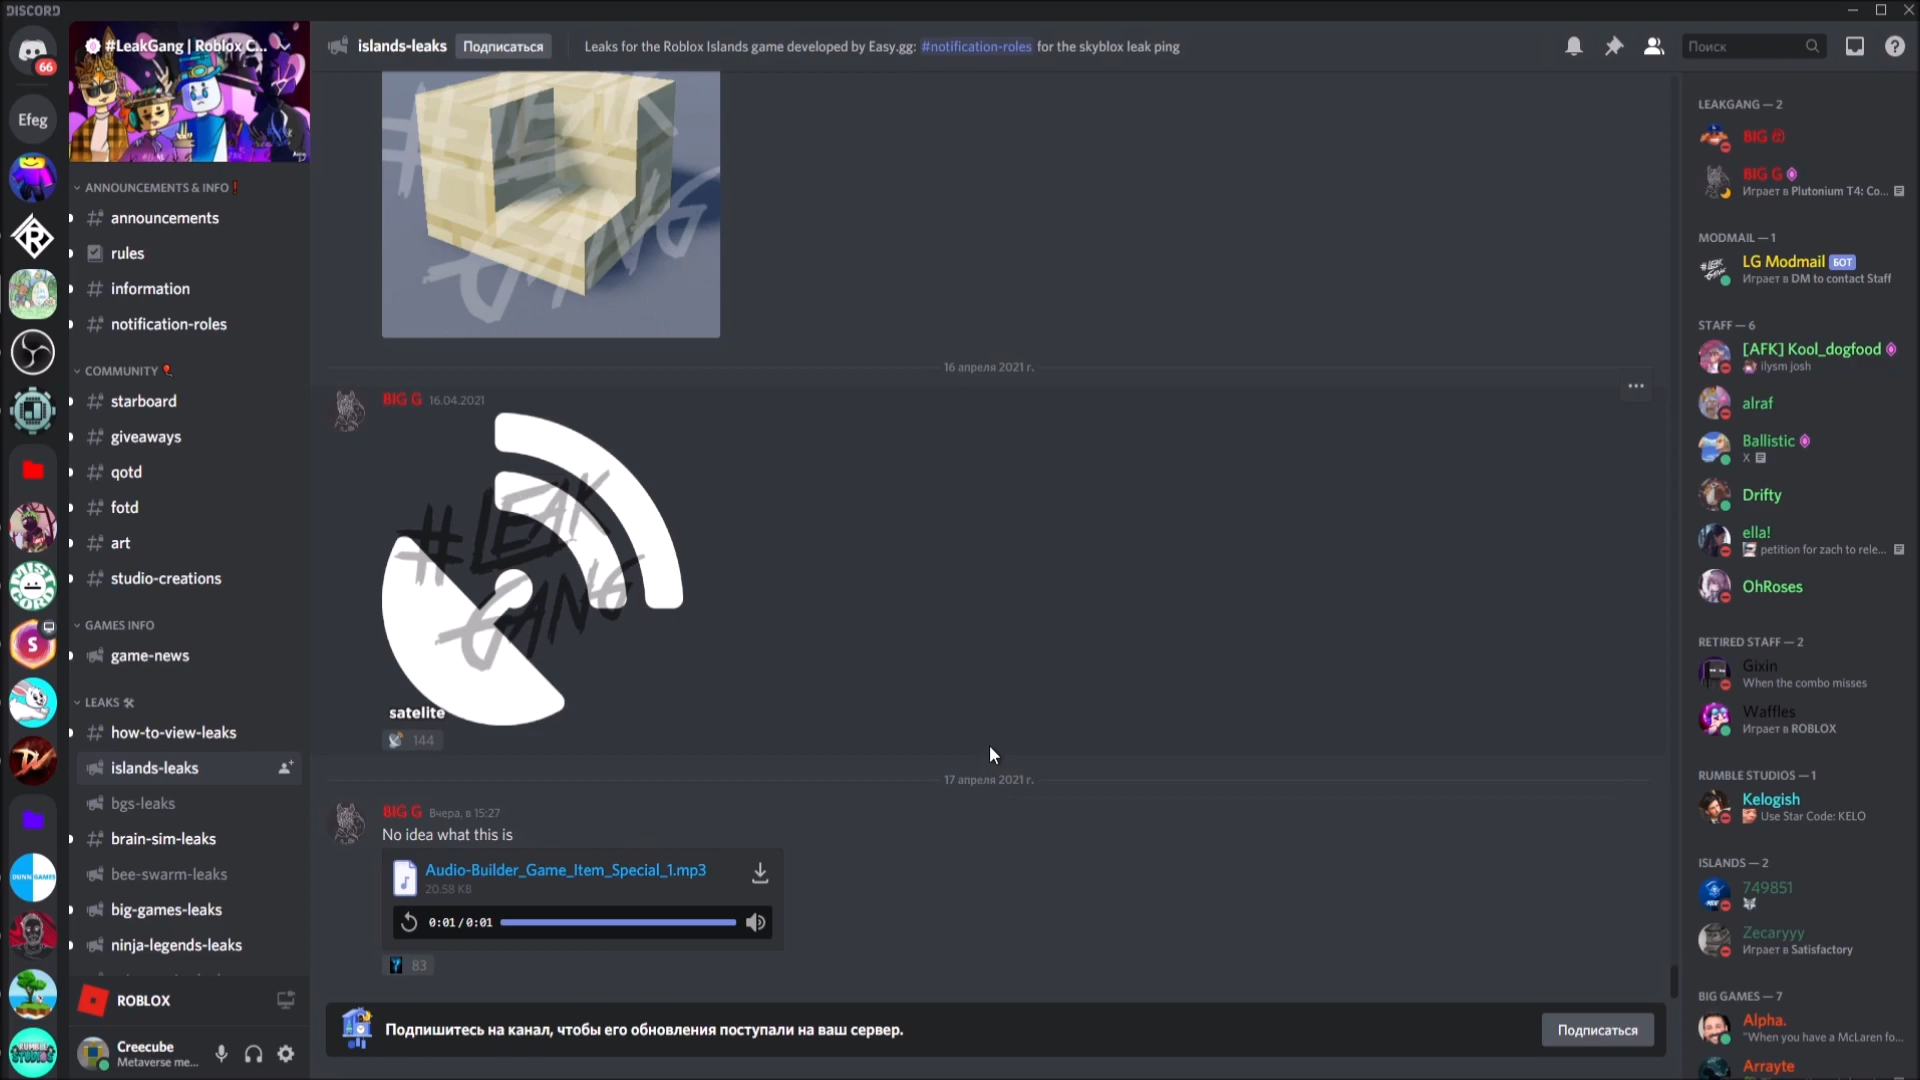 DISCORD
66
Efeg
DUNN GAMES
#LeakGang | Roblox C...
ANNOUNCEMENTS & INFO
announcements
rules
information
notification-roles
COMMUNITY
starboard
giveaways
qotd
fotd
art
studio-creations
GAMES INFO
game-news
LEAKS
how-to-view-leaks
islands-leaks
bgs-leaks
brain-sim-leaks
bee-swarm-leaks
big-games-leaks
ninja-legends-leaks
ROBLOX
Creecube
Metaverse me...
islands-leaks
Подписаться
Leaks for the Roblox Islands game developed by Easy.gg: #notification-roles for the skyblox leak ping
Поиск
#LEAK
GANG
16 апреля 2021 г.
BIG G 16.04.2021
#LEAK
GANG
satelite
144
17 апреля 2021 г.
BIG G Вчера, в 15:27
No idea what this is
Audio-Builder_Game_Item_Special_1.mp3
20.58 KB
0:01/0:01
83
Подпишитесь на канал, чтобы его обновления поступали на ваш сервер.
Подписаться
LEAKGANG — 2
BIG
BIG G
Играет в Plutonium T4: Co...
MODMAIL — 1
LG Modmail БОТ
Играет в DM to contact Staff
STAFF — 6
[AFK] Kool_dogfood
ilysm josh
alraf
Ballistic
X
Drifty
ella!
petition for zach to rele...
OhRoses
RETIRED STAFF — 2
Gixin
When the combo misses
Waffles
Играет в ROBLOX
RUMBLE STUDIOS — 1
Kelogish
Use Star Code: KELO
ISLANDS — 2
749851
Zecaryyy
Играет в Satisfactory
BIG GAMES — 7
Alpha.
"When you have a McLaren fo...
Arrayte